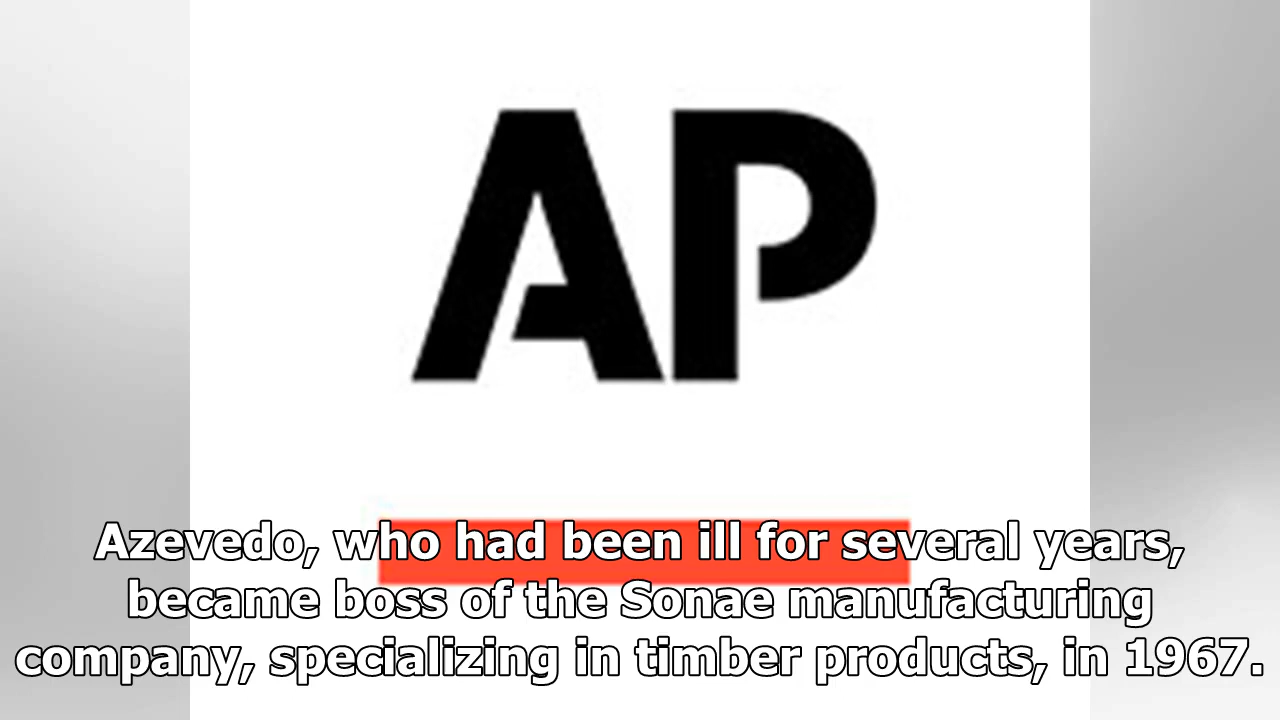 AP
Azevedo, who had been ill for several years,
became boss of the Sonae manufacturing
company, specializing in timber products, in 1967.